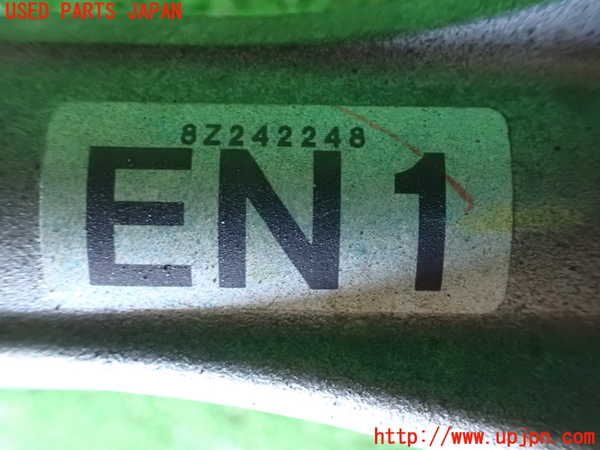 USED PARTS JAPAN
8Z242248
EN1
http://www.upjpn.com/